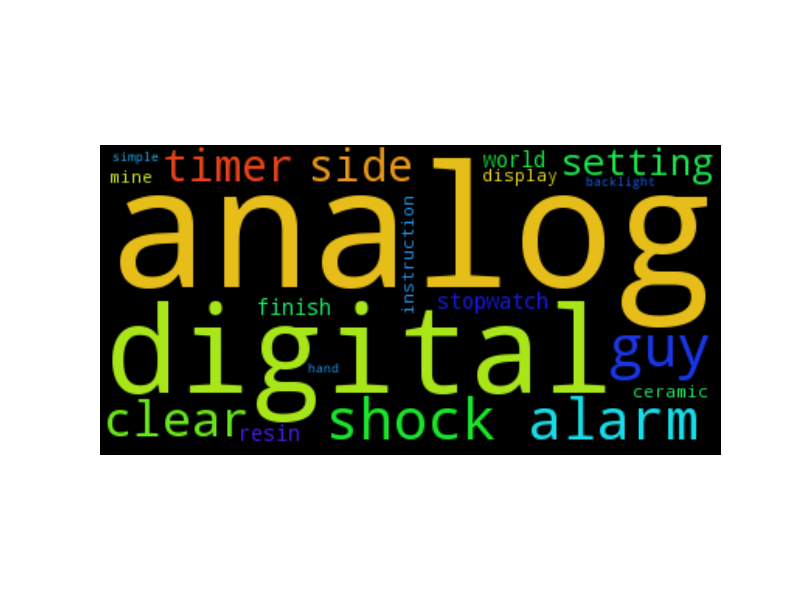 simple timer side world setting
mine display backlight
analog
instruction
finish stopwatch
digital guy
hand
ceramic
clear resin shock alarm